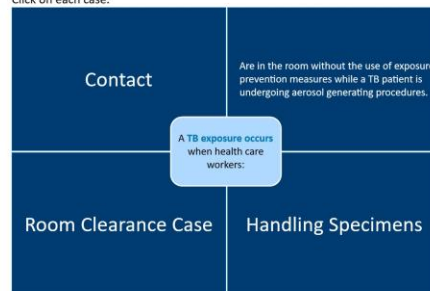 Click on each case.
Contact
Are in the room without the use of exposure
prevention measures while a TB patient is
undergoing aerosol generating procedures.
A TB exposure occurs
when health care
workers:
Room Clearance Case
Handling Specimens